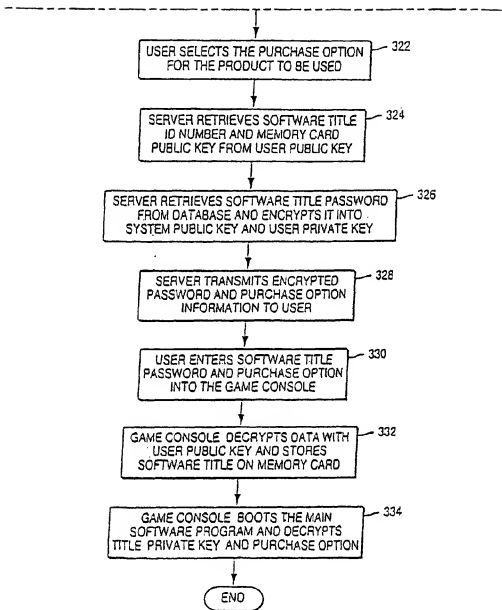 USER SELECTS THE PURCHASE OPTION
FOR THE PRODUCT TO BE USED
322
SERVER RETRIEVES SOFTWARE TITLE
ID NUMBER AND MEMORY CARD
PUBLIC KEY FROM USER PUBLIC KEY
324
SERVER RETRIEVES SOFTWARE TITLE PASSWORD
FROM DATABASE AND ENCRYPTS IT INTO
SYSTEM PUBLIC KEY AND USER PRIVATE KEY
326
SERVER TRANSMITS ENCRYPTED
PASSWORD AND PURCHASE OPTION
INFORMATION TO USER
328
USER ENTERS SOFTWARE TITLE
PASSWORD AND PURCHASE OPTION
INTO THE GAME CONSOLE
330
GAME CONSOLE DECRYPTS DATA WITH
USER PUBLIC KEY AND STORES
SOFTWARE TITLE ON MEMORY CARD
332
GAME CONSOLE BOOTS THE MAIN
SOFTWARE PROGRAM AND DECRYPTS
TITLE PRIVATE KEY AND PURCHASE OPTION
334
END